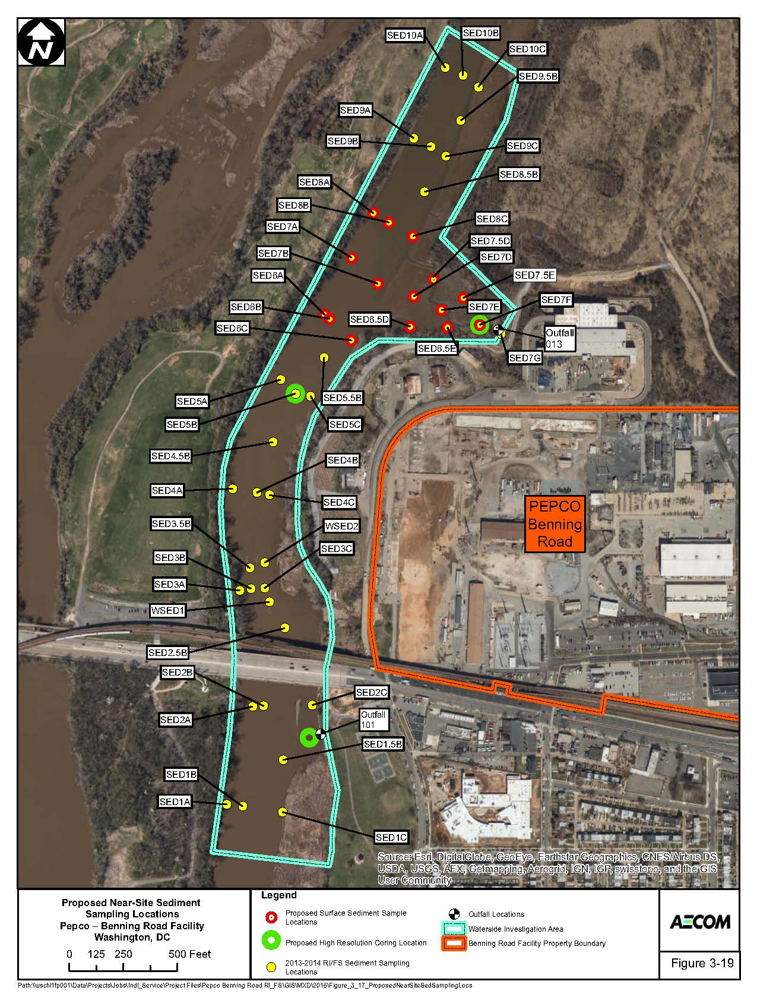 N
SED10A
SED10B
SED10C
SED9.5B
SED9A
SED9B
SED9C
SED8.5B
SED8A
SED8B
SED8C
SED7A
SED7.5D
SED7B
SED7D
SED6A
SED7.5E
SED6B
SED7E
SED7F
SED6.5D
SED6C
Outfall
013
SED6.5E
SED7G
SED5A
SED5.5B
SED5B
SED5C
SED4.5B
SED4B
SED4A
SED4C
PEPCO
Benning
Road
SED3.5B
WSED2
SED3C
SED3B
SED3A
WSED1
SED2.5B
SED2B
SED2C
SED2A
Outfall
101
SED1.5B
SED1B
SED1A
SED1C
Source: Esri, DigitalGlobe, GeoEye, Earthstar Geographics, CNES/Airbus DS,
USDA, USGS, AEX, Getmapping, Aerogrid, IGN, IGP, swisstopo, and the GIS
User Community
Proposed Near-Site Sediment
Sampling Locations
Pepco – Benning Road Facility
Washington, DC
0 125 250 500 Feet
Legend
Proposed Surface Sediment Sample
Locations
Proposed High Resolution Coring Location
2013-2014 RI/FS Sediment Sampling
Locations
Outfall Locations
Waterside Investigation Area
Benning Road Facility Property Boundary
AECOM
Figure 3-19
Path:\\uschl1fp001\Data\Projects\Jobs\Indl_Service\Project Files\Pepco Benning Road RI_FS\GIS\MXD\2016\Figure_3_17_ProposedNearSiteSedSamplingLocs